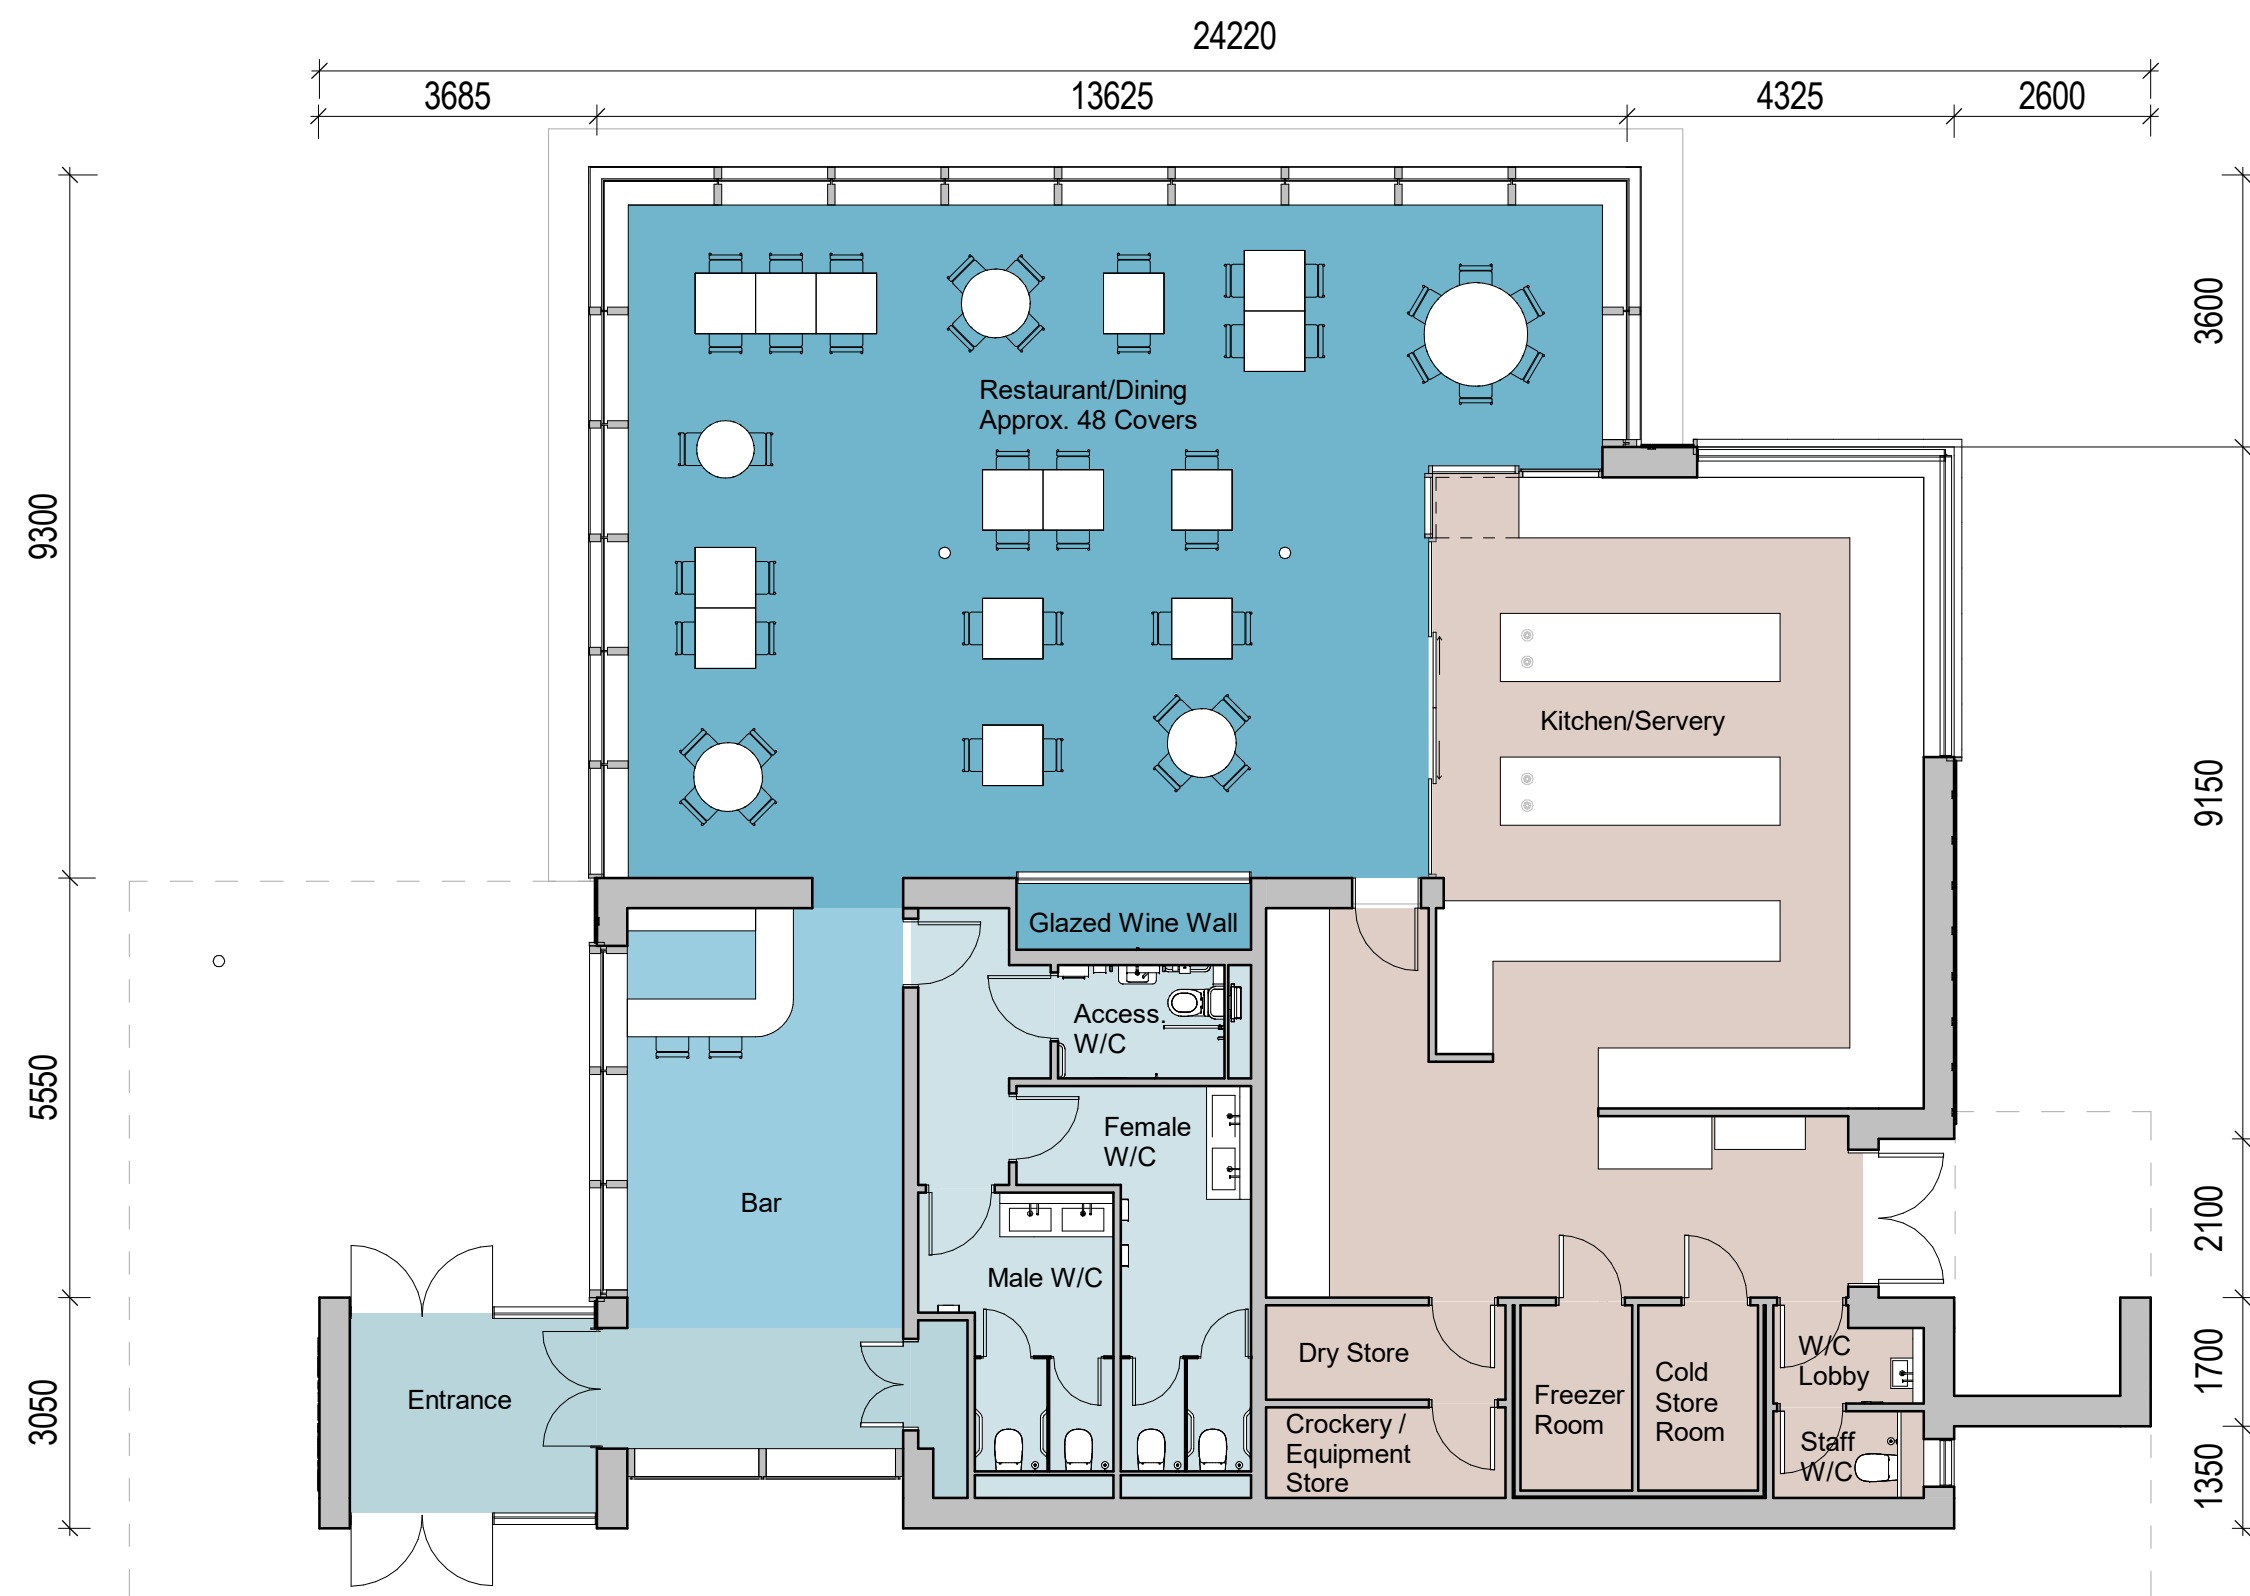 24220
3685
13625
4325
2600
3600
9300
Restaurant/Dining
Approx. 48 Covers
Kitchen/Servery
9150
Glazed Wine Wall
Access.
W/C
5550
Female
W/C
Bar
2100
Male W/C
Entrance
3050
Dry Store
Crockery /
Equipment
Store
Freezer
Room
Cold
Store
Room
W/C
Lobby
1700
Staff
W/C
1350